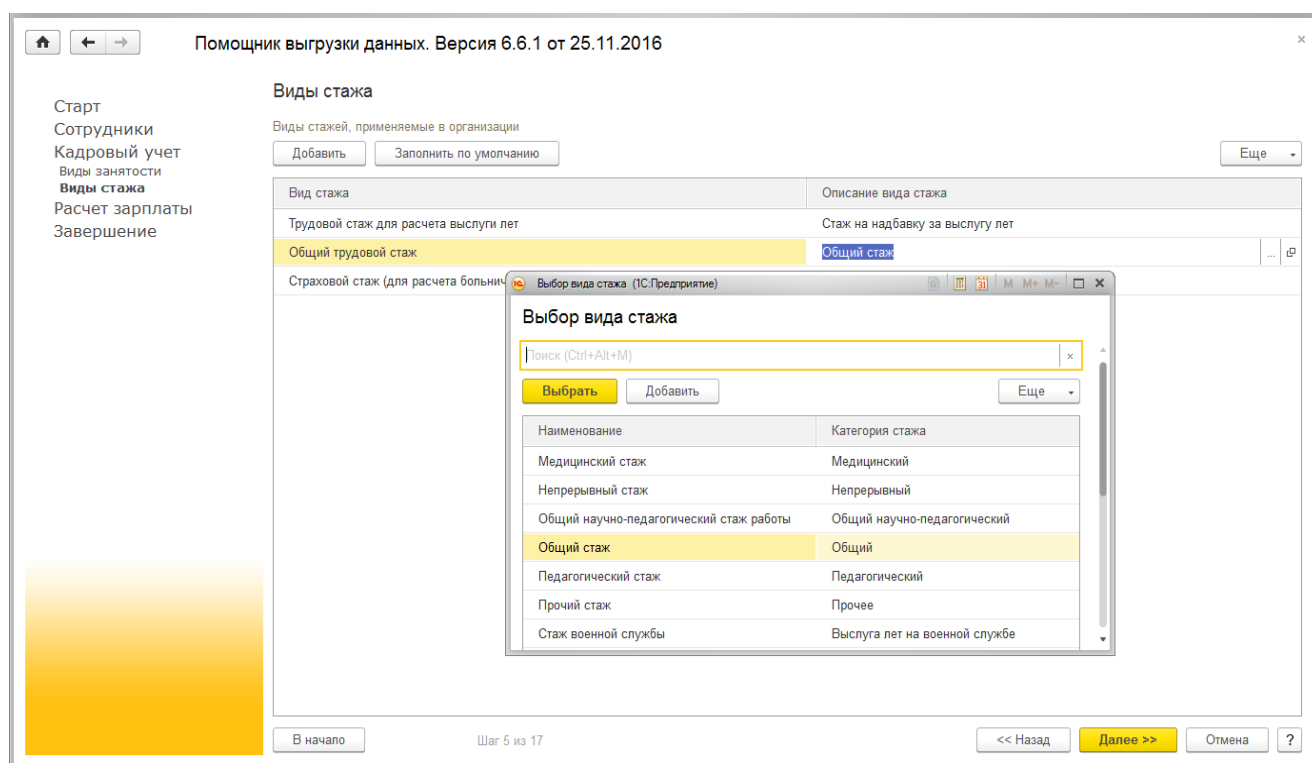 Помощник выгрузки данных. Версия 6.6.1 от 25.11.2016
Старт
Сотрудники
Кадровый учет
Виды занятости
Виды стажа
Расчет зарплаты
Завершение
Виды стажа
Виды стажей, применяемые в организации
Добавить Заполнить по умолчанию Еще
Вид стажа Описание вида стажа
Трудовой стаж для расчета выслуги лет Стаж на надбавку за выслугу лет
Общий трудовой стаж Общий стаж ...
Страховой стаж (для расчета больнич
1С Выбор вида стажа (1С:Предприятие) 31 M M+ M-
Выбор вида стажа
Поиск (Ctrl+Alt+M) ×
Выбрать Добавить Еще
Наименование Категория стажа
Медицинский стаж Медицинский
Непрерывный стаж Непрерывный
Общий научно-педагогический стаж работы Общий научно-педагогический
Общий стаж Общий
Педагогический стаж Педагогический
Прочий стаж Прочее
Стаж военной службы Выслуга лет на военной службе
В начало Шаг 5 из 17 << Назад Далее >> Отмена ?